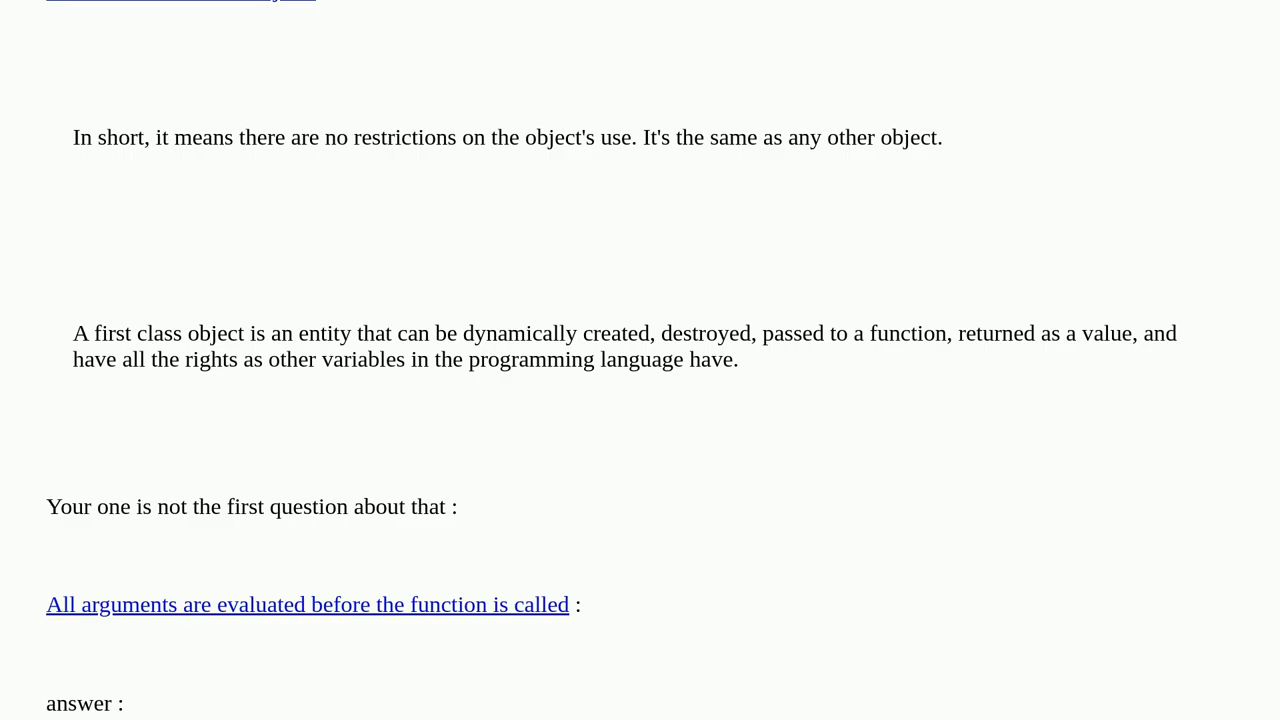 In short, it means there are no restrictions on the object's use. It's the same as any other object.
A first class object is an entity that can be dynamically created, destroyed, passed to a function, returned as a value, and
have all the rights as other variables in the programming language have.
Your one is not the first question about that :
All arguments are evaluated before the function is called :
answer :